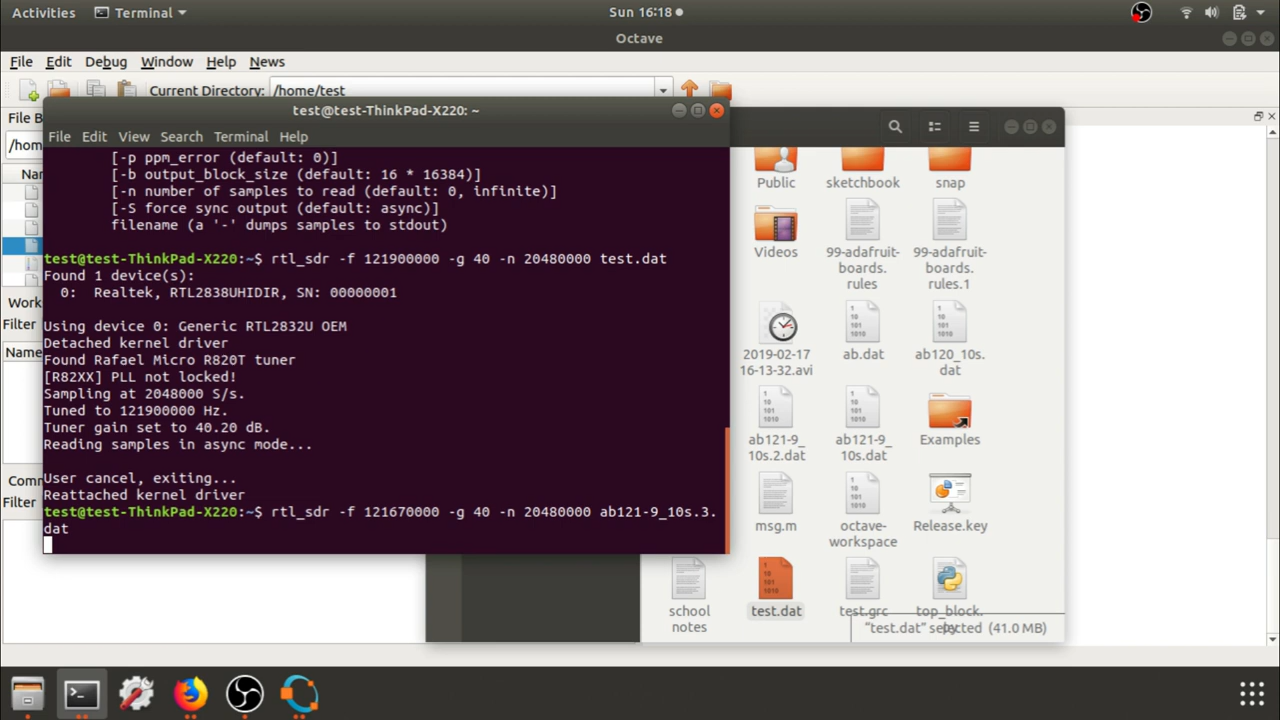 Activities
Terminal
Sun 16:18
Octave
File Edit Debug Window Help News
Current Directory: /home/test
File B
/hom
Nar
Work
Filter
Name
Comm
Filter
test@test-ThinkPad-X220: ~
File Edit View Search Terminal Help
[-p ppm_error (default: 0)]
[-b output_block_size (default: 16 * 16384)]
[-n number of samples to read (default: 0, infinite)]
[-S force sync output (default: async)]
filename (a '-' dumps samples to stdout)
test@test-ThinkPad-X220:~$ rtl_sdr -f 121900000 -g 40 -n 20480000 test.dat
Found 1 device(s):
0: Realtek, RTL2838UHIDIR, SN: 00000001
Using device 0: Generic RTL2832U OEM
Detached kernel driver
Found Rafael Micro R820T tuner
[R82XX] PLL not locked!
Sampling at 2048000 S/s.
Tuned to 121900000 Hz.
Tuner gain set to 40.20 dB.
Reading samples in async mode...
User cancel, exiting...
Reattached kernel driver
test@test-ThinkPad-X220:~$ rtl_sdr -f 121670000 -g 40 -n 20480000 ab121-9_10s.3.
dat
Public
sketchbook
snap
Videos
99-adafruit-
boards.
rules
99-adafruit-
boards.
rules.1
2019-02-17
16-13-32.avi
ab.dat
ab120_10s.
dat
ab121-9_
10s.2.dat
ab121-9_
10s.dat
Examples
msg.m
octave-
workspace
Release.key
school
notes
test.dat
test.grc
top_block.
"test.dat" selected (41.0 MB)